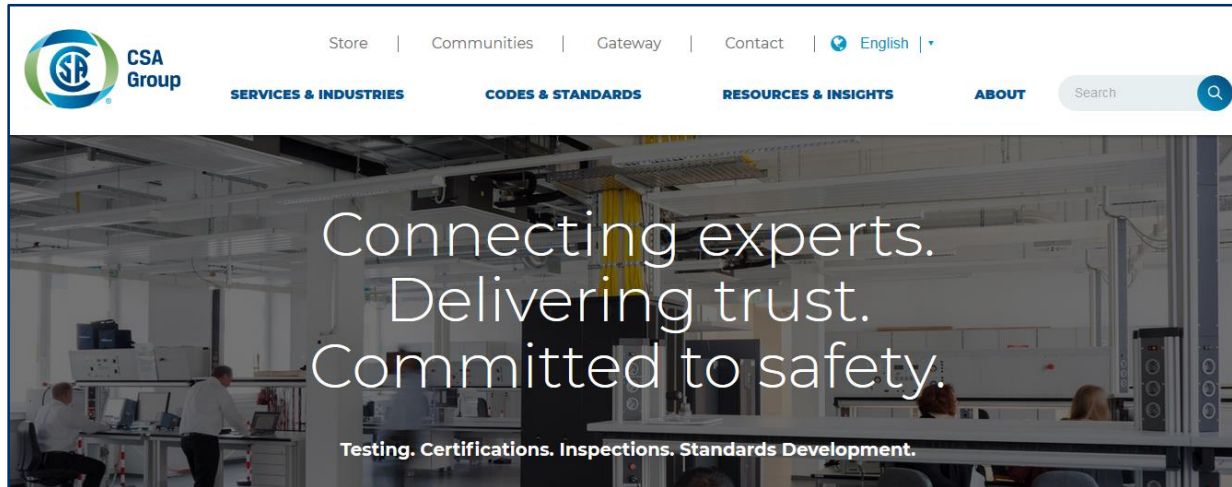 CSA
Group
SA
®
Store | Communities | Gateway | Contact | English |
SERVICES & INDUSTRIES CODES & STANDARDS RESOURCES & INSIGHTS ABOUT Search
Connecting experts.
Delivering trust.
Committed to safety.
Testing. Certifications. Inspections. Standards Development.